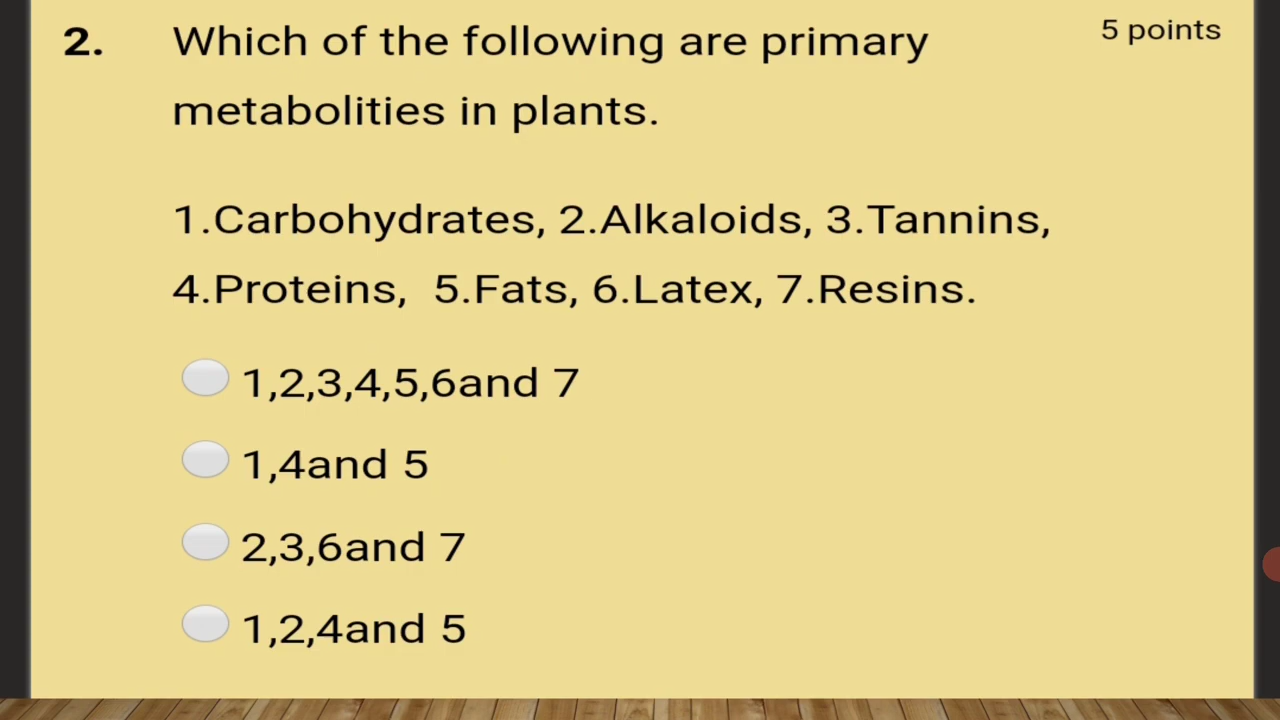 2. Which of the following are primary 5 points
metabolities in plants.
1.Carbohydrates, 2.Alkaloids, 3.Tannins,
4.Proteins,  5.Fats, 6.Latex, 7.Resins.
1,2,3,4,5,6and 7
1,4and 5
2,3,6and 7
1,2,4and 5